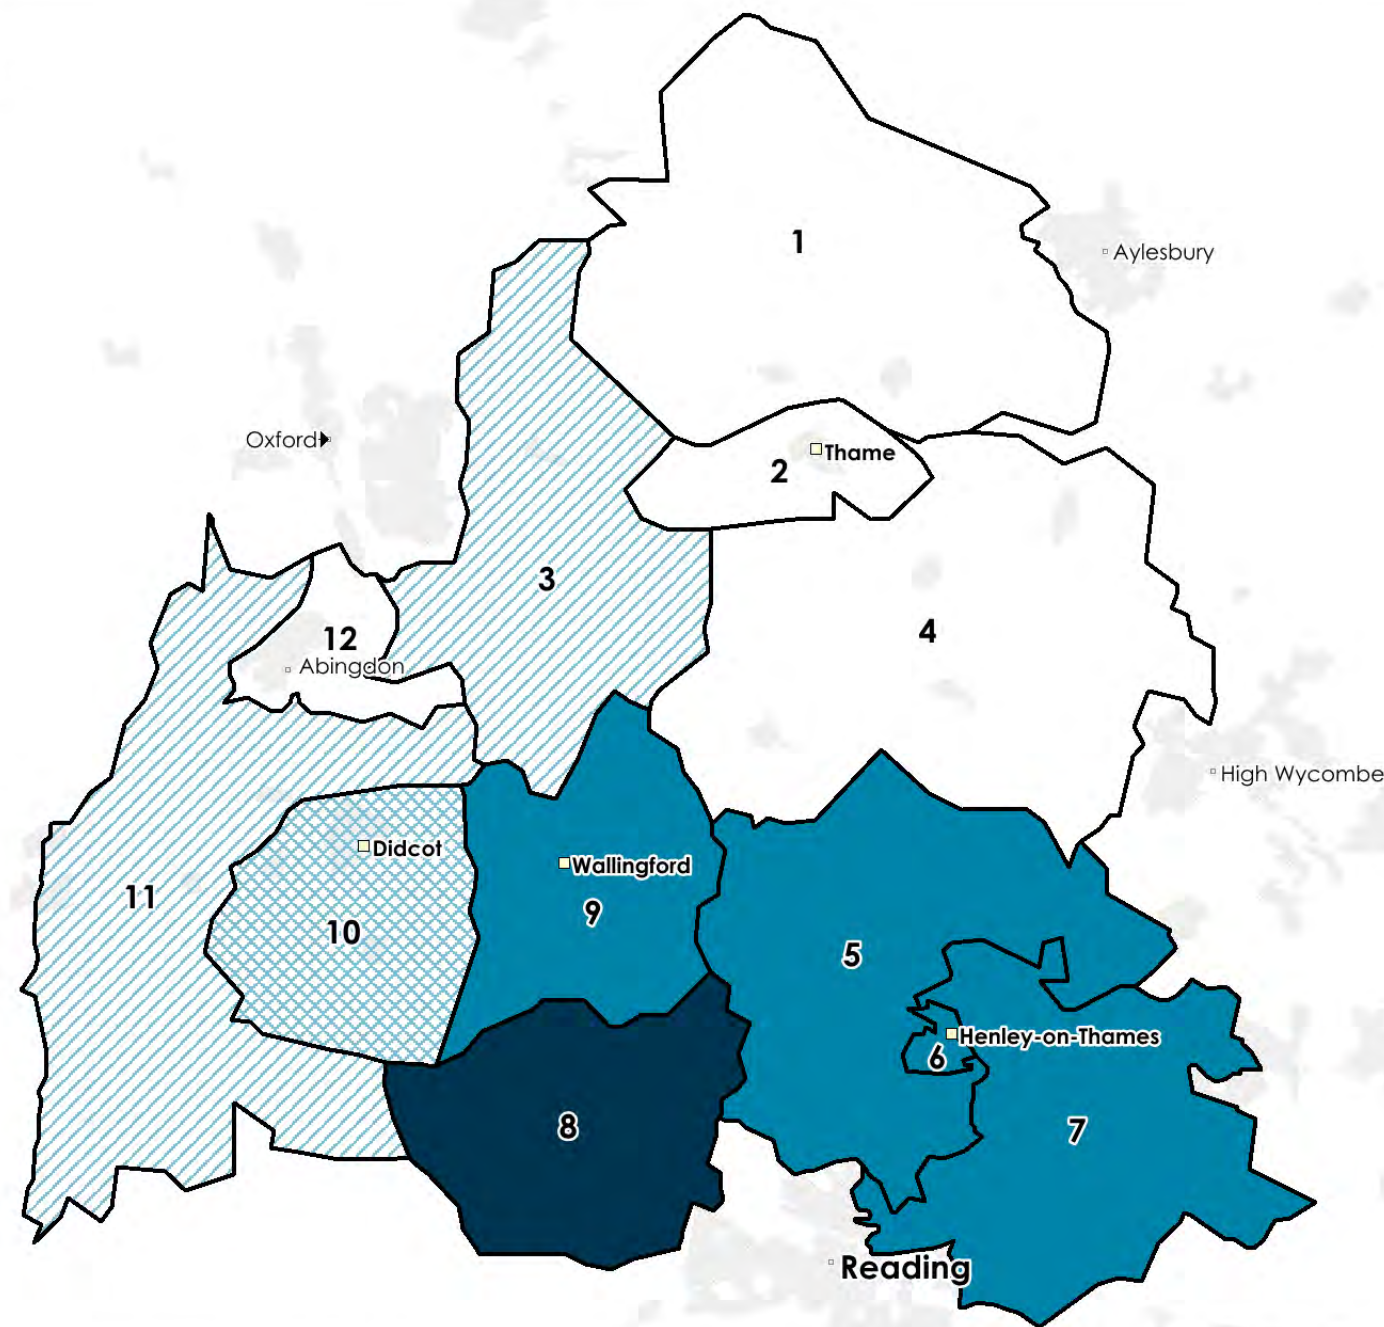 1
Aylesbury
Oxford
Thame
2
3
4
12
Abingdon
High Wycombe
Didcot
Wallingford
11
9
10
5
Henley-on-Thames
6
8
7
Reading